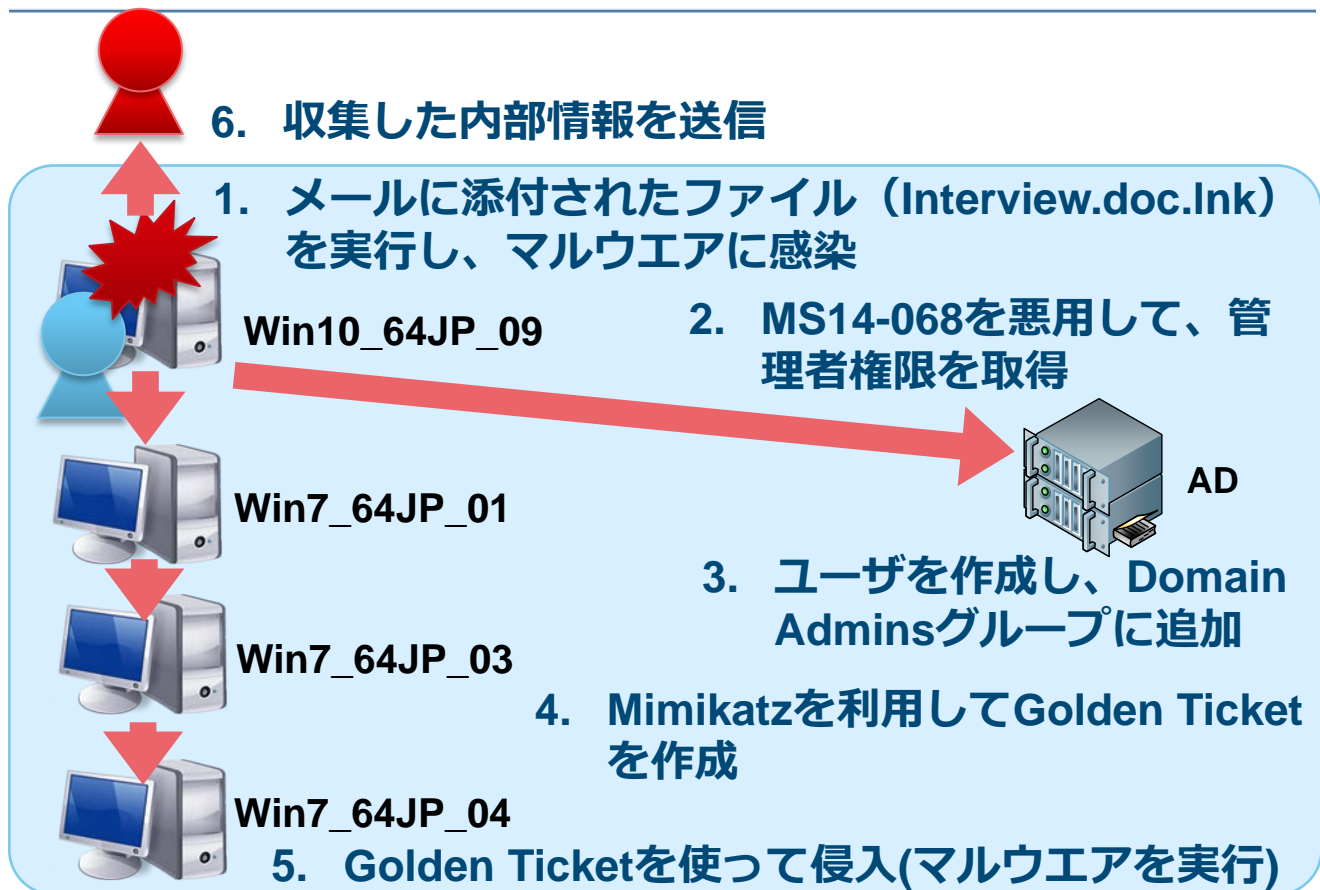 6. 収集した内部情報を送信
1. メールに添付されたファイル（Interview.doc.lnk）
を実行し、マルウエアに感染
Win10_64JP_09
2. MS14-068を悪用して、管
理者権限を取得
AD
Win7_64JP_01
3. ユーザを作成し、Domain
Adminsグループに追加
Win7_64JP_03
4. Mimikatzを利用してGolden Ticket
を作成
Win7_64JP_04
5. Golden Ticketを使って侵入(マルウエアを実行)